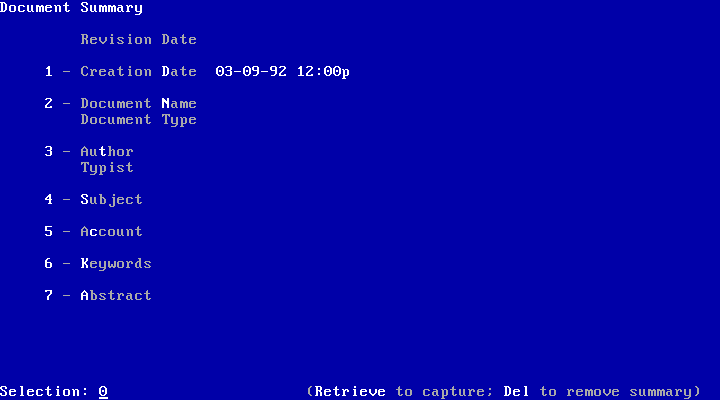 Document Summary
Revision Date
1 - Creation Date 03-09-92 12:00p
2 - Document Name
Document Type
3 - Author
Typist
4 - Subject
5 - Account
6 - Keywords
7 - Abstract
Selection: 0 (Retrieve to capture; Del to remove summary)